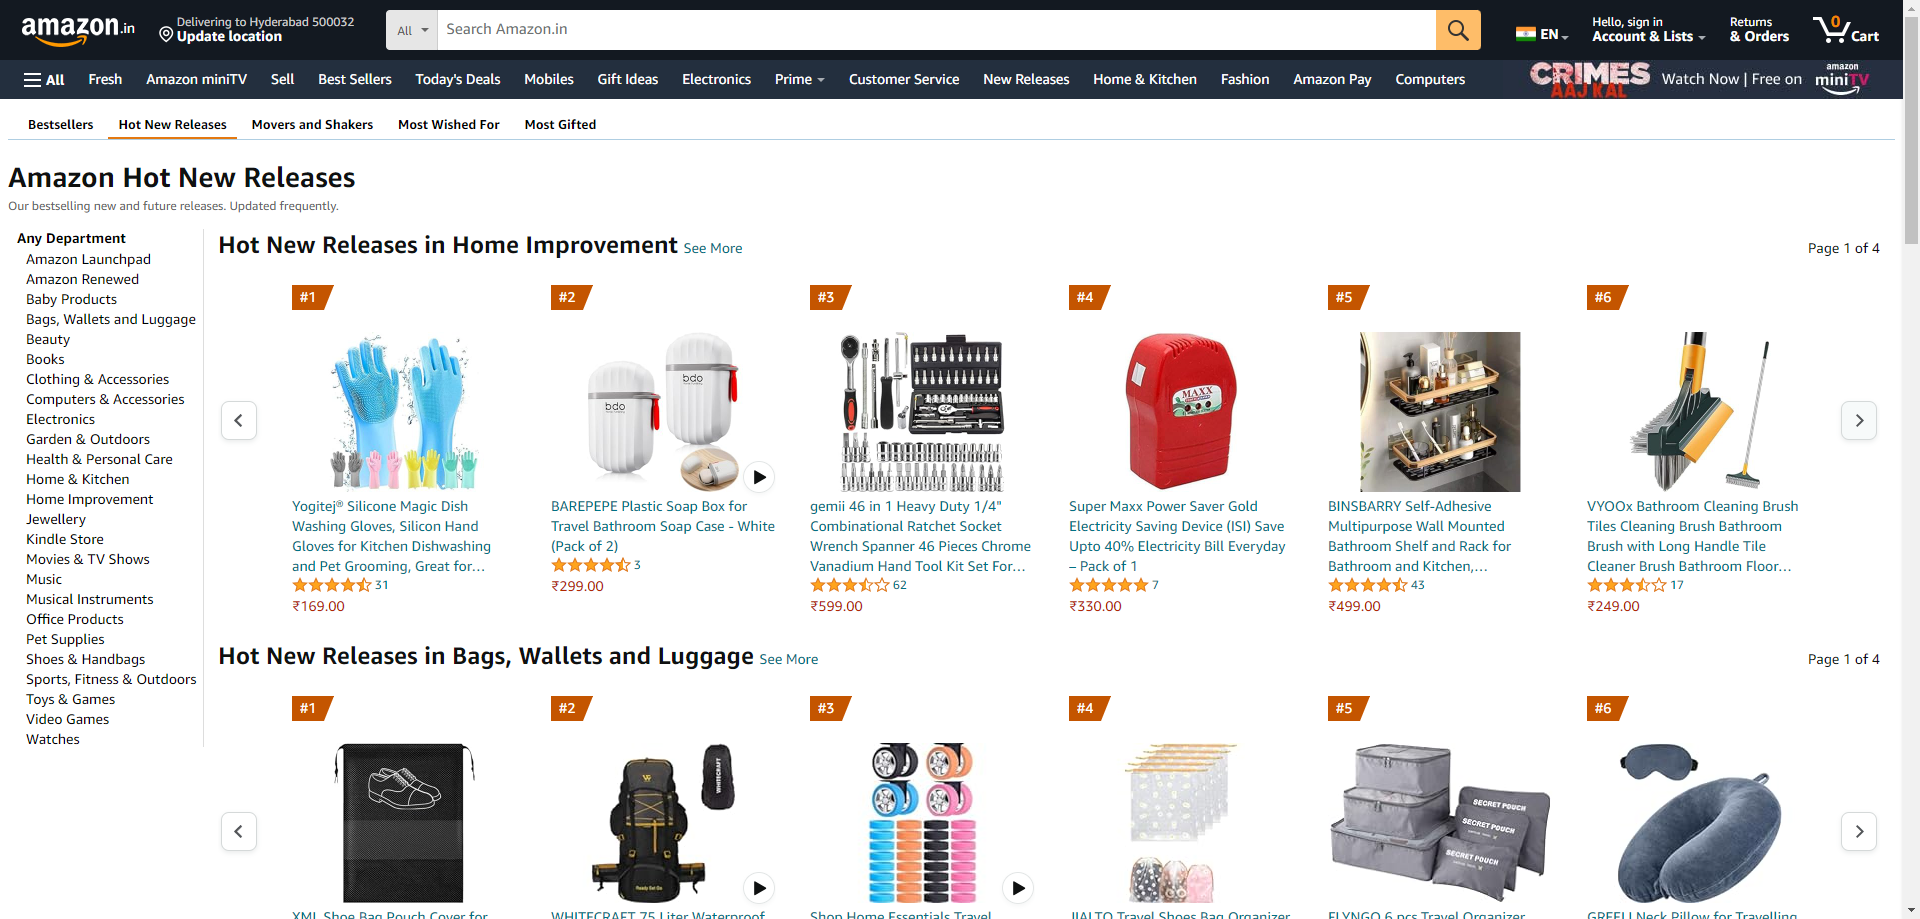 amazon.in
Delivering to Hyderabad 500032
Update location
All
Search Amazon.in
EN
Hello, sign in
Account & Lists
Returns
& Orders
0
Cart
All
Fresh
Amazon miniTV
Sell
Best Sellers
Today's Deals
Mobiles
Gift Ideas
Electronics
Prime
Customer Service
New Releases
Home & Kitchen
Fashion
Amazon Pay
Computers
CRIMES
AAJ KAL
Watch Now | Free on
amazon
miniTV
Bestsellers
Hot New Releases
Movers and Shakers
Most Wished For
Most Gifted
Amazon Hot New Releases
Our bestselling new and future releases. Updated frequently.
Any Department
Amazon Launchpad
Amazon Renewed
Baby Products
Bags, Wallets and Luggage
Beauty
Books
Clothing & Accessories
Computers & Accessories
Electronics
Garden & Outdoors
Health & Personal Care
Home & Kitchen
Home Improvement
Jewellery
Kindle Store
Movies & TV Shows
Music
Musical Instruments
Office Products
Pet Supplies
Shoes & Handbags
Sports, Fitness & Outdoors
Toys & Games
Video Games
Watches
Hot New Releases in Home Improvement See More
Page 1 of 4
#1
Yogitej® Silicone Magic Dish
Washing Gloves, Silicon Hand
Gloves for Kitchen Dishwashing
and Pet Grooming, Great for…
31
₹169.00
#2
bdo
bdo
BAREPEPE Plastic Soap Box for
Travel Bathroom Soap Case - White
(Pack of 2)
3
₹299.00
#3
gemii 46 in 1 Heavy Duty 1/4"
Combinational Ratchet Socket
Wrench Spanner 46 Pieces Chrome
Vanadium Hand Tool Kit Set For…
62
₹599.00
#4
MAXX
Super Maxx Power Saver Gold
Electricity Saving Device (ISI) Save
Upto 40% Electricity Bill Everyday
– Pack of 1
7
₹330.00
#5
BINSBARRY Self-Adhesive
Multipurpose Wall Mounted
Bathroom Shelf and Rack for
Bathroom and Kitchen,…
43
₹499.00
#6
VYOOx Bathroom Cleaning Brush
Tiles Cleaning Brush Bathroom
Brush with Long Handle Tile
Cleaner Brush Bathroom Floor…
17
₹249.00
Hot New Releases in Bags, Wallets and Luggage See More
Page 1 of 4
#1
XML Shoe Bag Pouch Cover for
#2
WHITECRAFT
Ready Set Go
WHITECRAFT 75 Liter Waterproof
#3
Shop Home Essentials Travel
#4
JIALTO Travel Shoes Bag Organizer
#5
SECRET POUCH
SECRET POUCH
SECRET POUCH
FLYNGO 6 pcs Travel Organizer
#6
GREEU Neck Pillow for Travelling